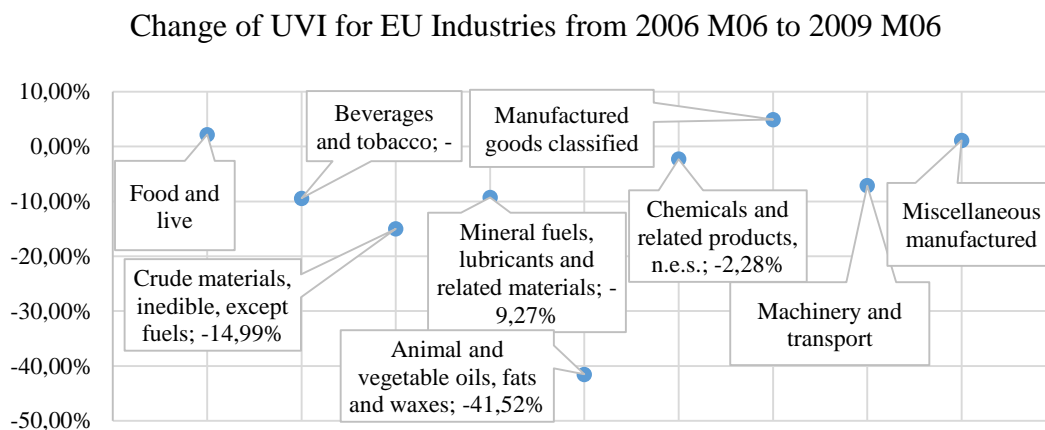 Change of UVI for EU Industries from 2006 M06 to 2009 M06
10,00%
0,00%
-10,00%
-20,00%
-30,00%
-40,00%
-50,00%
Food and
live
Beverages
and tobacco; -
Crude materials,
inedible, except
fuels; -14,99%
Mineral fuels,
lubricants and
related materials; -
9,27%
Animal and
vegetable oils, fats
and waxes; -41,52%
Chemicals and
related products,
n.e.s.; -2,28%
Manufactured
goods classified
Machinery and
transport
Miscellaneous
manufactured